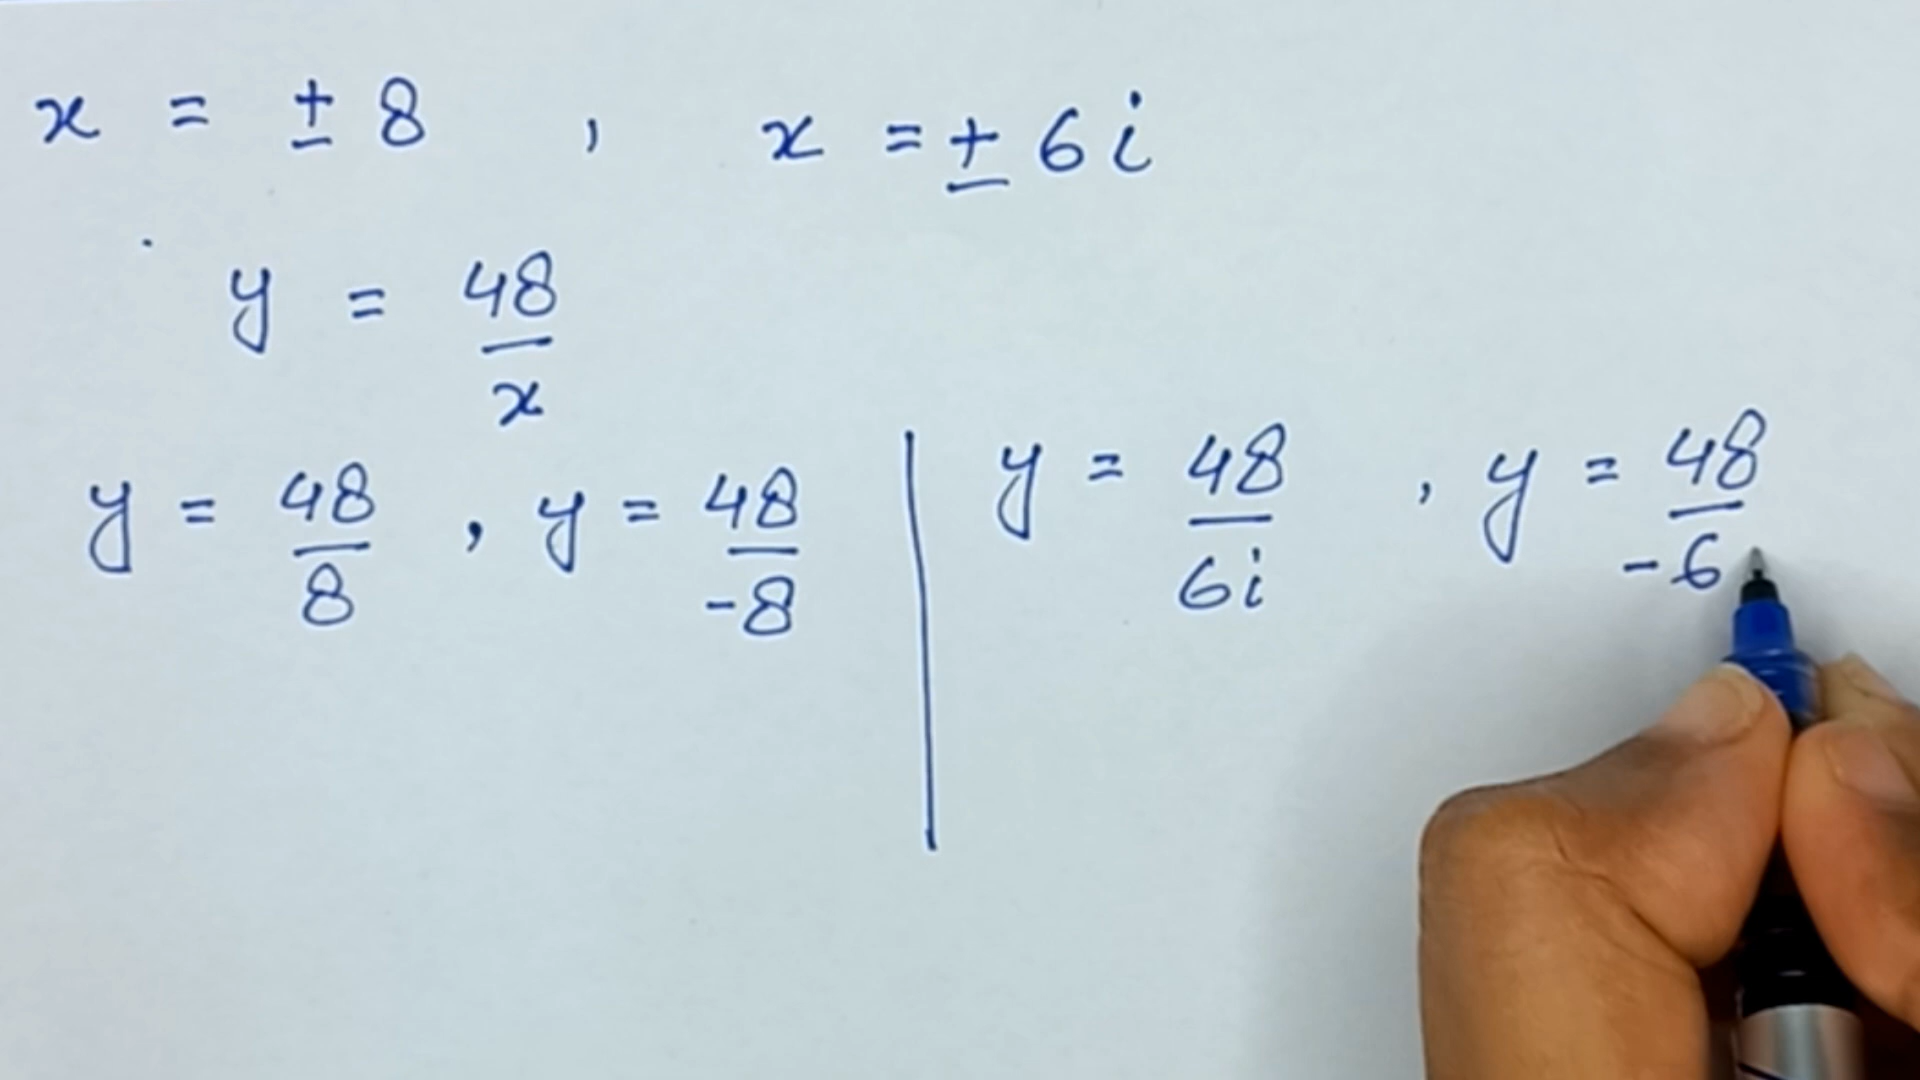 x = ± 8 , x = ± 6i
y = 48/x
y = 48/8 , y = 48/-8 | y = 48/6i , y = 48/-6